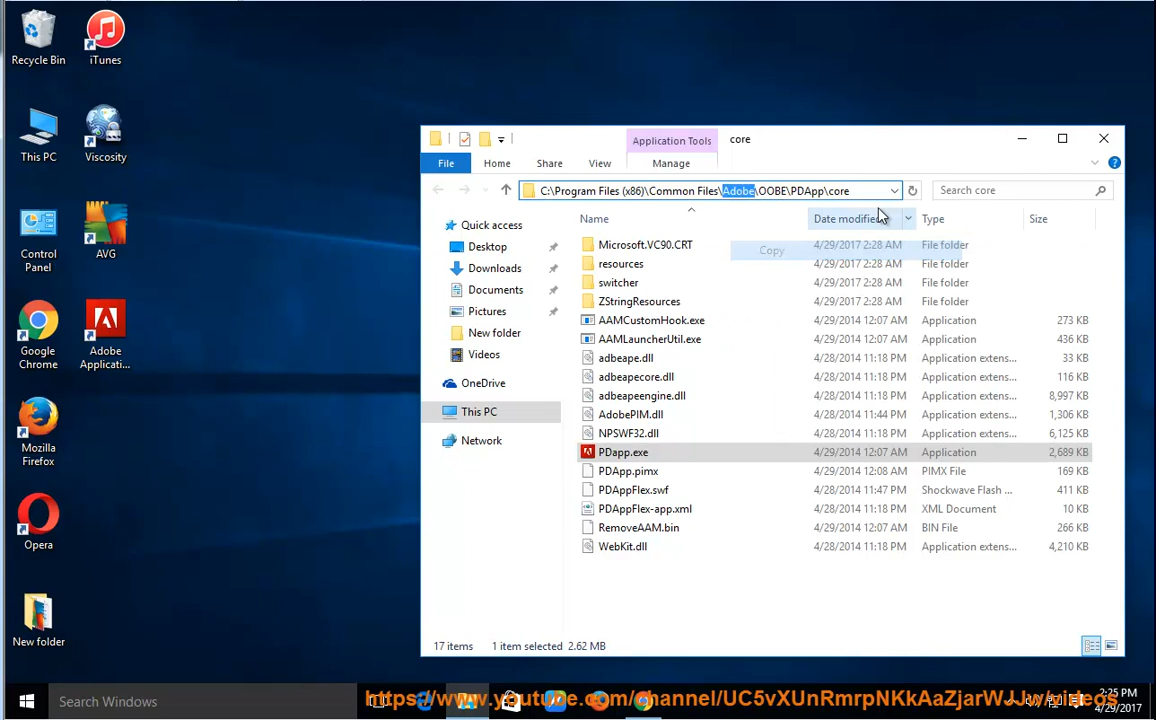 Recycle Bin
iTunes
This PC
Viscosity
Control
Panel
AVG
Google
Chrome
Adobe
Applicati...
Mozilla
Firefox
Opera
New folder
Application Tools
core
File
Home
Share
View
Manage
C:\Program Files (x86)\Common Files\Adobe\OOBE\PDApp\core
Search core
Quick access
Desktop
Downloads
Documents
Pictures
New folder
Videos
OneDrive
This PC
Network
Name Date modified Type Size
Copy
Microsoft.VC90.CRT 4/29/2017 2:28 AM File folder
resources 4/29/2017 2:28 AM File folder
switcher 4/29/2017 2:28 AM File folder
ZStringResources 4/29/2017 2:28 AM File folder
AAMCustomHook.exe 4/29/2014 12:07 AM Application 273 KB
AAMLauncherUtil.exe 4/29/2014 12:07 AM Application 436 KB
adbeape.dll 4/28/2014 11:18 PM Application extens... 33 KB
adbeapecore.dll 4/28/2014 11:18 PM Application extens... 116 KB
adbeapeengine.dll 4/28/2014 11:18 PM Application extens... 8,997 KB
AdobePIM.dll 4/28/2014 11:44 PM Application extens... 1,306 KB
NPSWF32.dll 4/28/2014 11:18 PM Application extens... 6,125 KB
PDapp.exe 4/29/2014 12:07 AM Application 2,689 KB
PDApp.pimx 4/29/2014 12:08 AM PIMX File 169 KB
PDAppFlex.swf 4/28/2014 11:47 PM Shockwave Flash ... 411 KB
PDAppFlex-app.xml 4/28/2014 11:18 PM XML Document 10 KB
RemoveAAM.bin 4/29/2014 12:07 AM BIN File 266 KB
WebKit.dll 4/28/2014 11:18 PM Application extens... 4,210 KB
17 items 1 item selected 2.62 MB
Search Windows
https://www.youtube.com/channel/UC5vXUnRmrpNKkAaZjarWJJw/videos
2:25 PM
4/29/2017